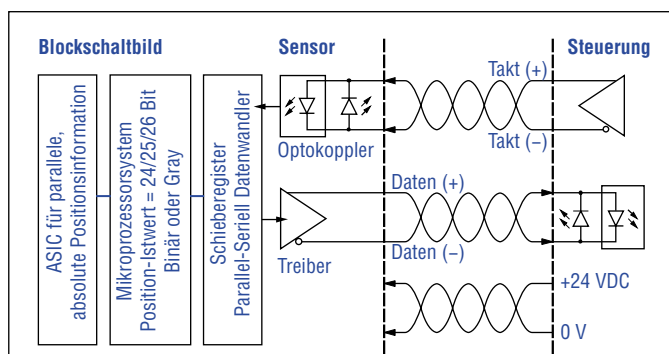 Blockschaltbild
Sensor
Steuerung
ASIC für parallele,
absolute Positionsinformation
Mikroprozessorsystem
Position-Istwert = 24/25/26 Bit
Binär oder Gray
Schieberegister
Parallel-Seriell Datenwandler
Optokoppler
Takt (+)
Takt (−)
Treiber
Daten (+)
Daten (−)
+24 VDC
0 V